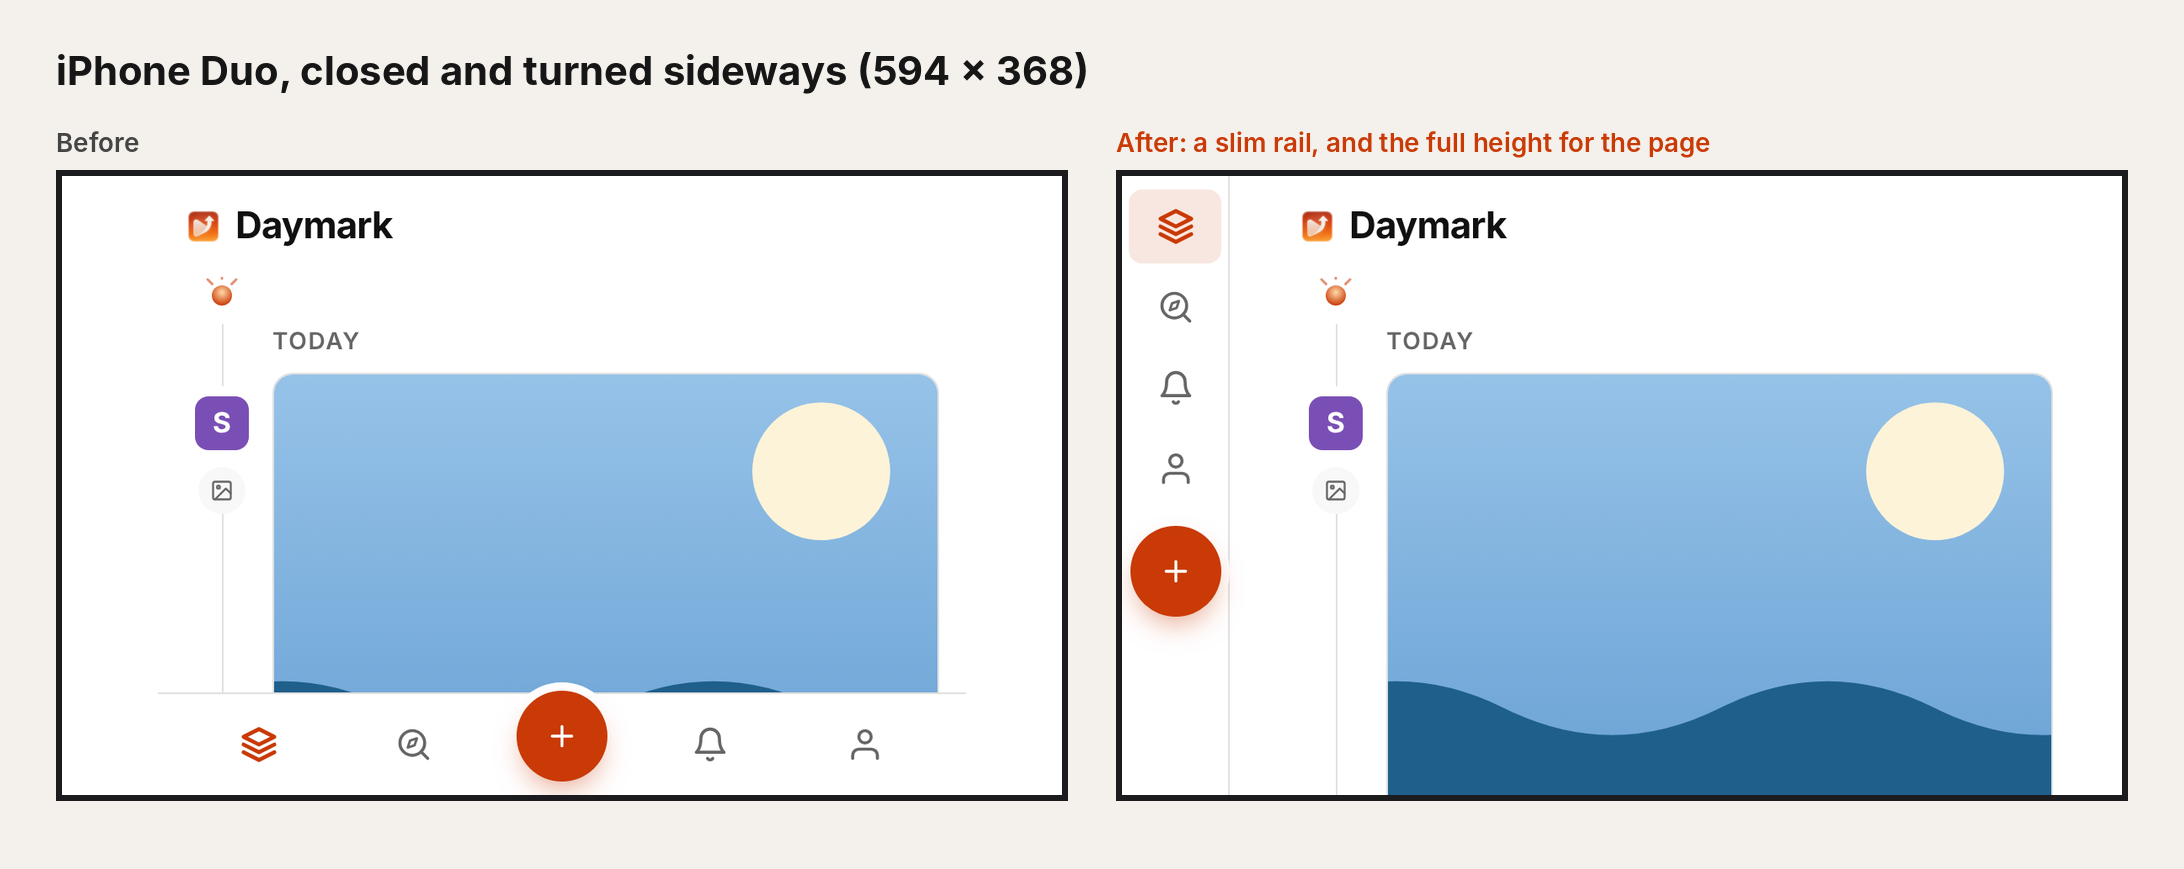 iPhone Duo, closed and turned sideways (594 × 368)
Before
Daymark
TODAY
S
After: a slim rail, and the full height for the page
Daymark
TODAY
S